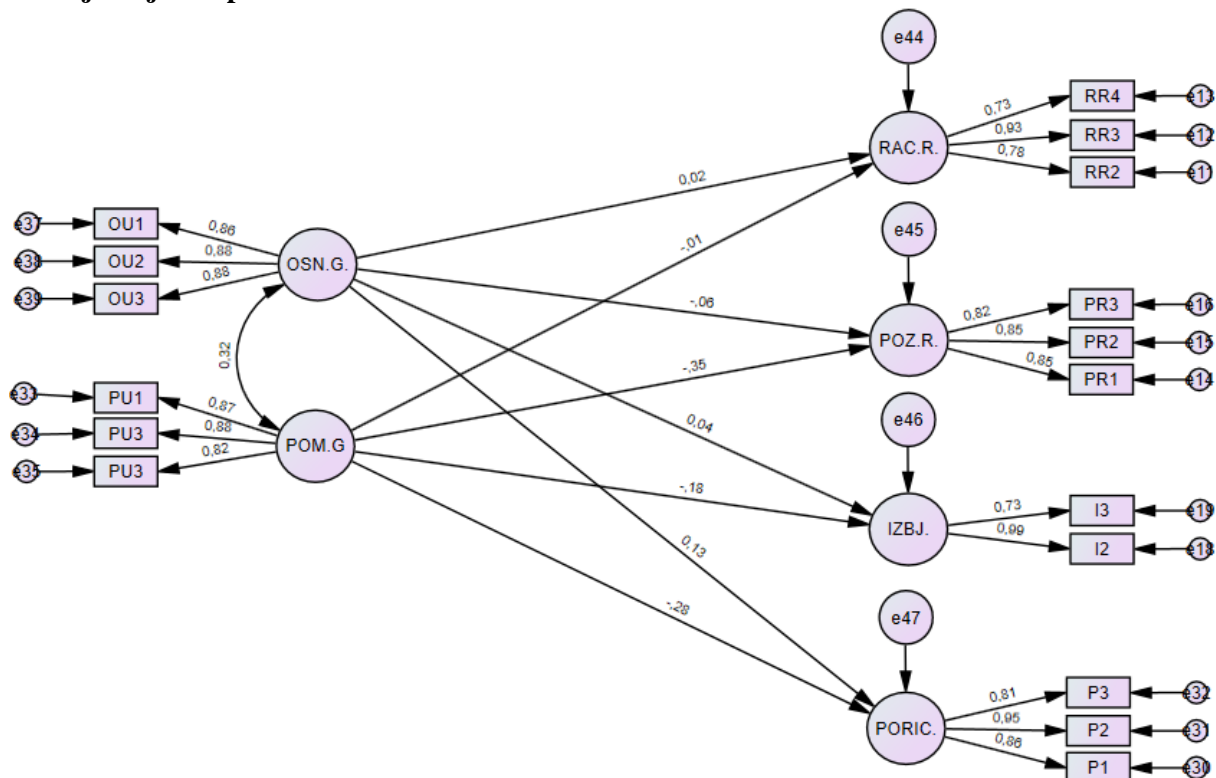 e44
RR4
e13
0,73
RAC.R.
0,93
RR3
e12
0,78
RR2
e11
0,02
e37
OU1
0,86
e45
e38
OU2
0,88
OSN.G.
-,01
e39
OU3
0,88
-,06
PR3
e16
0,82
POZ.R.
0,85
PR2
e15
0,85
PR1
e14
0,32
-,35
e33
PU1
0,87
e46
e34
PU3
0,88
POM.G
0,04
e35
PU3
0,82
-,18
I3
e19
0,73
IZBJ.
0,99
I2
e18
0,13
-,28
e47
P3
e32
0,81
PORIC.
0,95
P2
e31
0,86
P1
e30